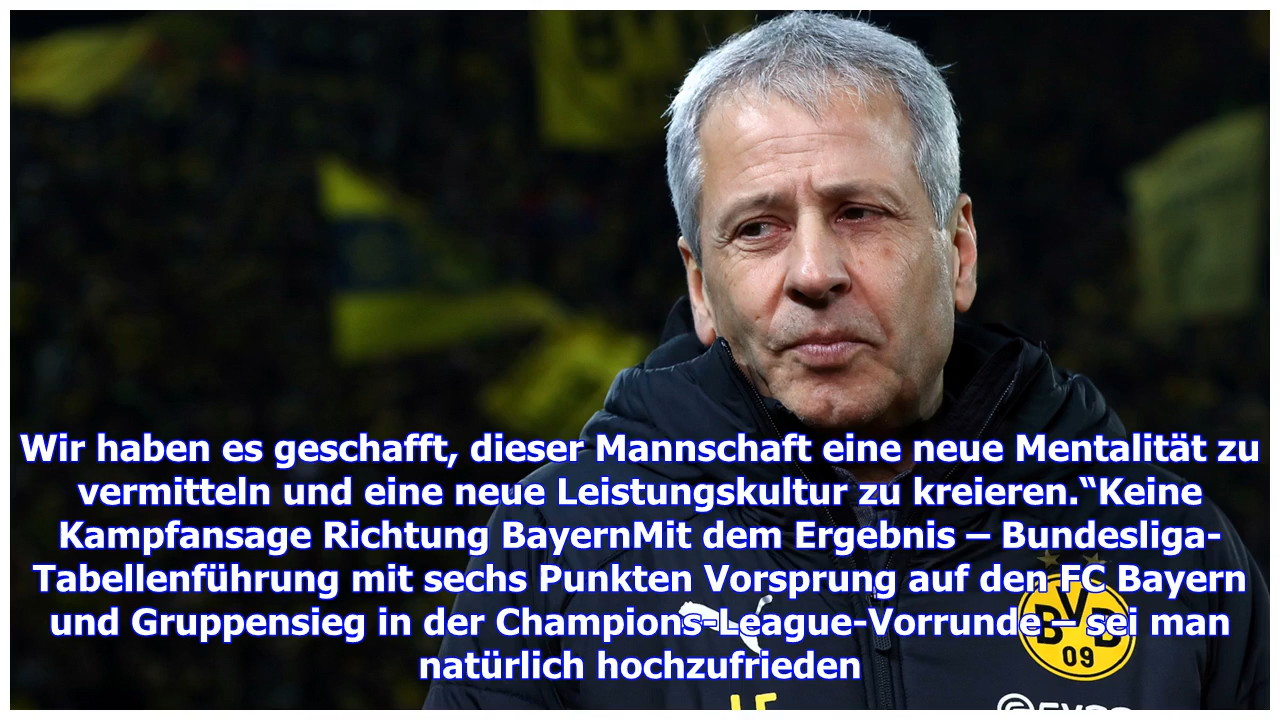 Wir haben es geschafft, dieser Mannschaft eine neue Mentalität zu
vermitteln und eine neue Leistungskultur zu kreieren.“Keine
Kampfansage Richtung BayernMit dem Ergebnis – Bundesliga-
Tabellenführung mit sechs Punkten Vorsprung auf den FC Bayern
und Gruppensieg in der Champions-League-Vorrunde – sei man
natürlich hochzufrieden
BVB
09